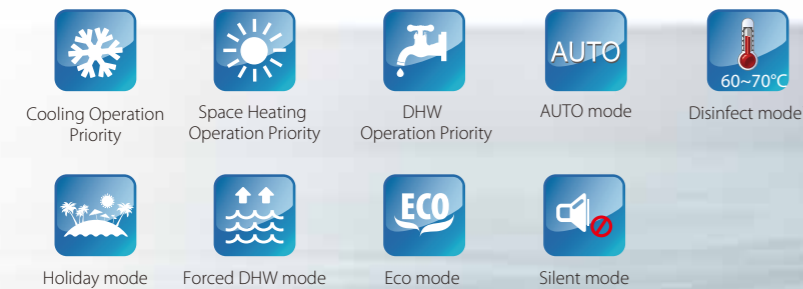 AUTO
60~70°C
Cooling Operation
Priority
Space Heating
Operation Priority
DHW
Operation Priority
AUTO mode
Disinfect mode
ECO
Holiday mode
Forced DHW mode
Eco mode
Silent mode